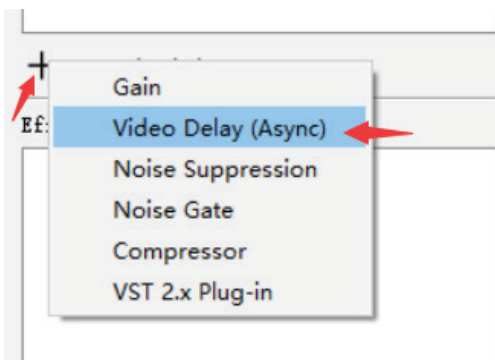 Gain
Ef
Video Delay (Async)
Noise Suppression
Noise Gate
Compressor
VST 2.x Plug-in